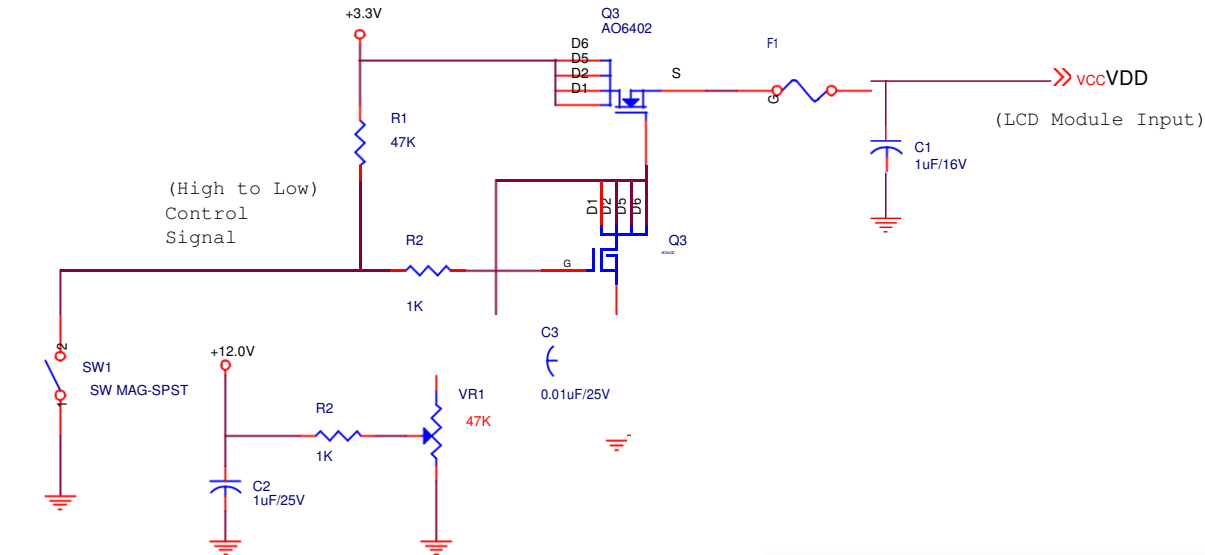 +3.3V
Q3
AO6402
F1
D6
D5
D2
D1
S
G
VCCVDD
(LCD Module Input)
R1
47K
C1
1uF/16V
(High to Low)
Control
Signal
D1
D2
D5
D6
R2
Q3
G
1K
+12.0V
C3
2
SW1
SW MAG-SPST
1
0.01uF/25V
VR1
47K
R2
1K
C2
1uF/25V